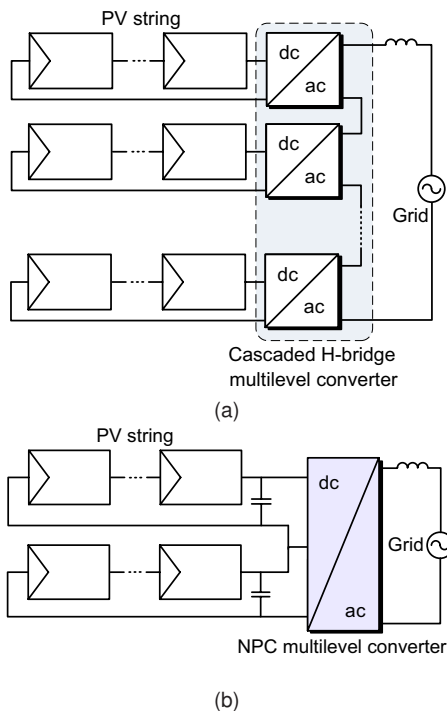 PV string
dc
ac
dc
ac
Grid
dc
ac
Cascaded H-bridge
multilevel converter
(a)
PV string
dc
Grid
ac
NPC multilevel converter
(b)